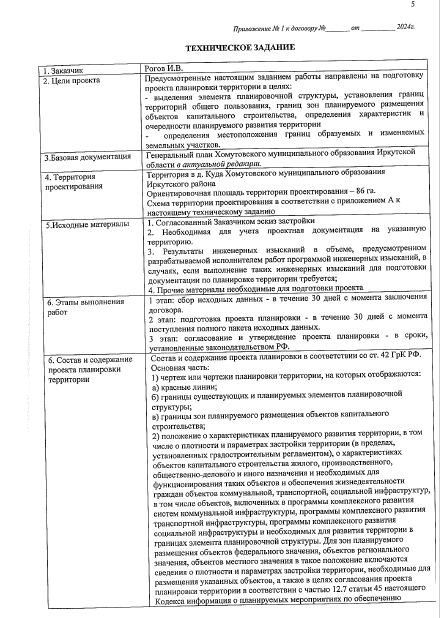 5
Приложение № 1 к договору №______ от __________ 2024г.
ТЕХНИЧЕСКОЕ ЗАДАНИЕ
1. Заказчик
Рогов И.В.
2. Цели проекта
Предусмотренные настоящим заданием работы направлены на подготовку
проекта планировки территории в целях:
- выделения элемента планировочной структуры, установления границ
территорий общего пользования, границ зон планируемого размещения
объектов капитального строительства, определения характеристик и
очередности планируемого развития территории
- определения местоположения границ образуемых и изменяемых
земельных участков.
3.Базовая документация
Генеральный план Хомутовского муниципального образования Иркутской
области в актуальной редакции.
4. Территория
проектирования
Территория в д. Куда Хомутовского муниципального образования
Иркутского района
Ориентировочная площадь территории проектирования – 86 га.
Схема территории проектирования в соответствии с приложением А к
настоящему техническому заданию
5.Исходные материалы
1. Согласованный Заказчиком эскиз застройки
2. Необходимая для учета проектная документация на указанную
территорию.
3. Результаты инженерных изысканий в объеме, предусмотренном
разрабатываемой исполнителем работ программой инженерных изысканий, в
случаях, если выполнение таких инженерных изысканий для подготовки
документации по планировке территории требуется;
4. Прочие материалы необходимые для подготовки проекта
6. Этапы выполнения
работ
1 этап: сбор исходных данных - в течение 30 дней с момента заключения
договора.
2 этап: подготовка проекта планировки - в течение 30 дней с момента
поступления полного пакета исходных данных.
3 этап: согласование и утверждение проекта планировки - в сроки,
установленные законодательством РФ.
6. Состав и содержание
проекта планировки
территории
Состав и содержание проекта планировки в соответствии со ст. 42 ГрК РФ.
Основная часть:
1) чертеж или чертежи планировки территории, на которых отображаются:
а) красные линии;
б) границы существующих и планируемых элементов планировочной
структуры;
в) границы зон планируемого размещения объектов капитального
строительства;
2) положение о характеристиках планируемого развития территории, в том
числе о плотности и параметрах застройки территории (в пределах,
установленных градостроительным регламентом), о характеристиках
объектов капитального строительства жилого, производственного,
общественно-делового и иного назначения и необходимых для
функционирования таких объектов и обеспечения жизнедеятельности
граждан объектов коммунальной, транспортной, социальной инфраструктур,
в том числе объектов, включенных в программы комплексного развития
систем коммунальной инфраструктуры, программы комплексного развития
транспортной инфраструктуры, программы комплексного развития
социальной инфраструктуры и необходимых для развития территории в
границах элемента планировочной структуры. Для зон планируемого
размещения объектов федерального значения, объектов регионального
значения, объектов местного значения в такое положение включаются
сведения о плотности и параметрах застройки территории, необходимые для
размещения указанных объектов, а также в целях согласования проекта
планировки территории в соответствии с частью 12.7 статьи 45 настоящего
Кодекса информация о планируемых мероприятиях по обеспечению